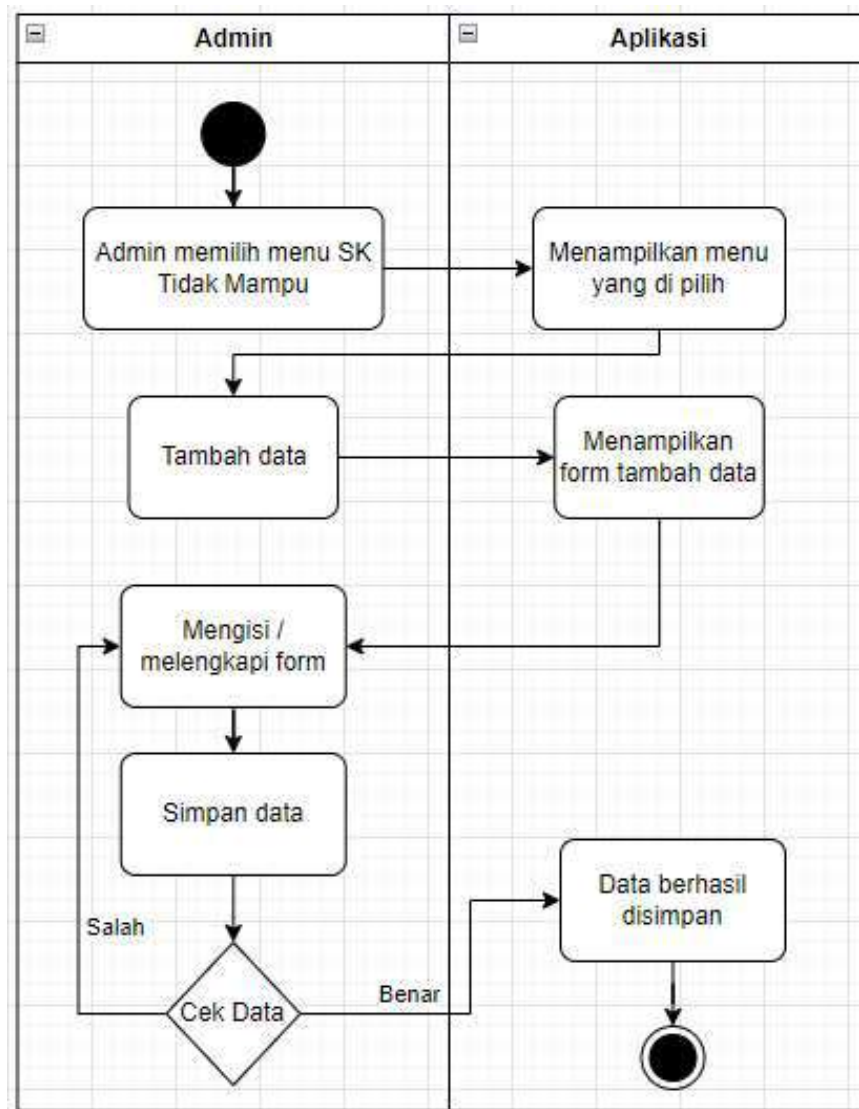 Admin
Aplikasi
Admin memilih menu SK
Tidak Mampu
Menampilkan menu
yang di pilih
Tambah data
Menampilkan
form tambah data
Mengisi /
melengkapi form
Simpan data
Data berhasil
disimpan
Salah
Benar
Cek Data